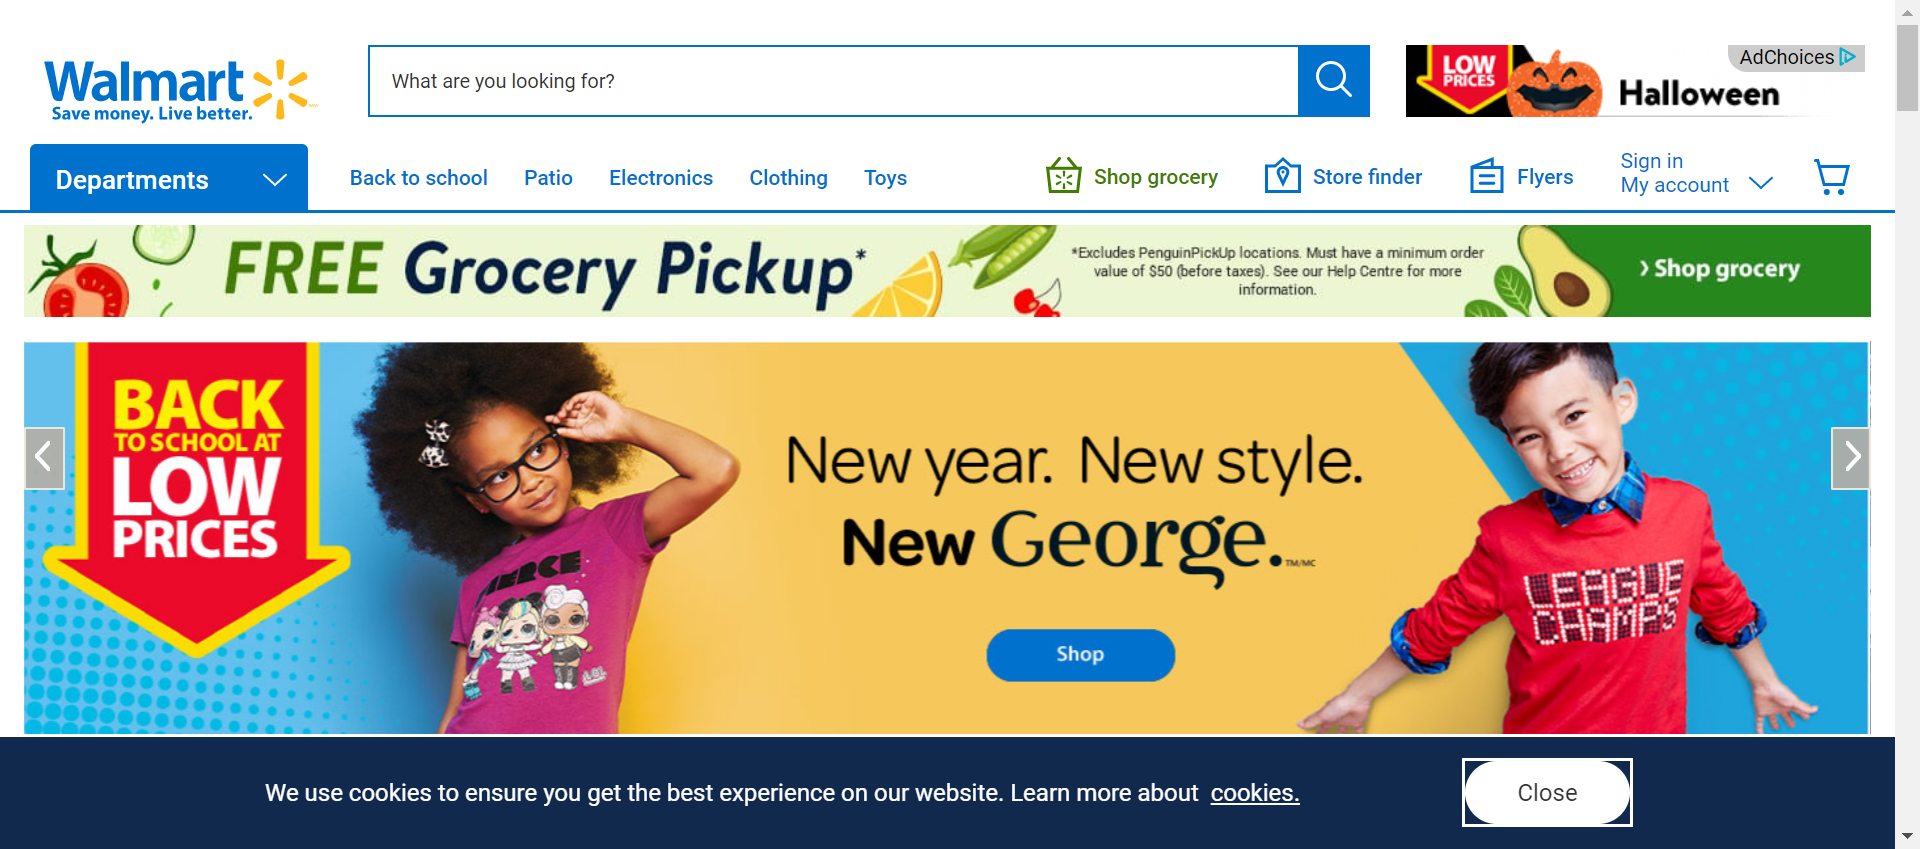 Walmart
Save money. Live better.
What are you looking for?
LOW
PRICES
Halloween
AdChoices
Departments
Back to school
Patio
Electronics
Clothing
Toys
Shop grocery
Store finder
Flyers
Sign in
My account
FREE Grocery Pickup*
*Excludes PenguinPickUp locations. Must have a minimum order
value of $50 (before taxes). See our Help Centre for more
information.
› Shop grocery
BACK
TO SCHOOL AT
LOW
PRICES
New year. New style.
New George.™/MC
Shop
FIERCE
LOL
LEAGUE
CHAMPS
We use cookies to ensure you get the best experience on our website. Learn more about cookies.
Close